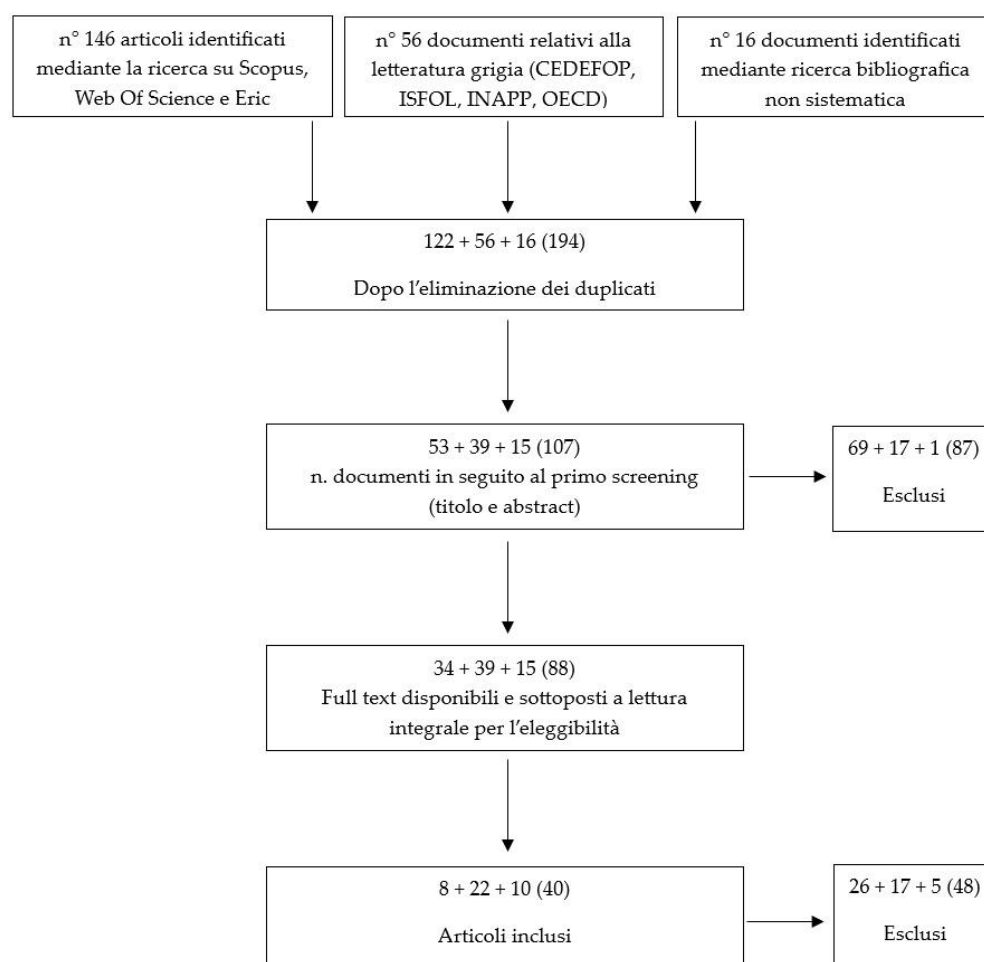 n° 146 articoli identificati
mediante la ricerca su Scopus,
Web Of Science e Eric
n° 56 documenti relativi alla
letteratura grigia (CEDEFOP,
ISFOL, INAPP, OECD)
n° 16 documenti identificati
mediante ricerca bibliografica
non sistematica
122 + 56 + 16 (194)
Dopo l’eliminazione dei duplicati
53 + 39 + 15 (107)
n. documenti in seguito al primo screening
(titolo e abstract)
69 + 17 + 1 (87)
Esclusi
34 + 39 + 15 (88)
Full text disponibili e sottoposti a lettura
integrale per l’eleggibilità
8 + 22 + 10 (40)
Articoli inclusi
26 + 17 + 5 (48)
Esclusi